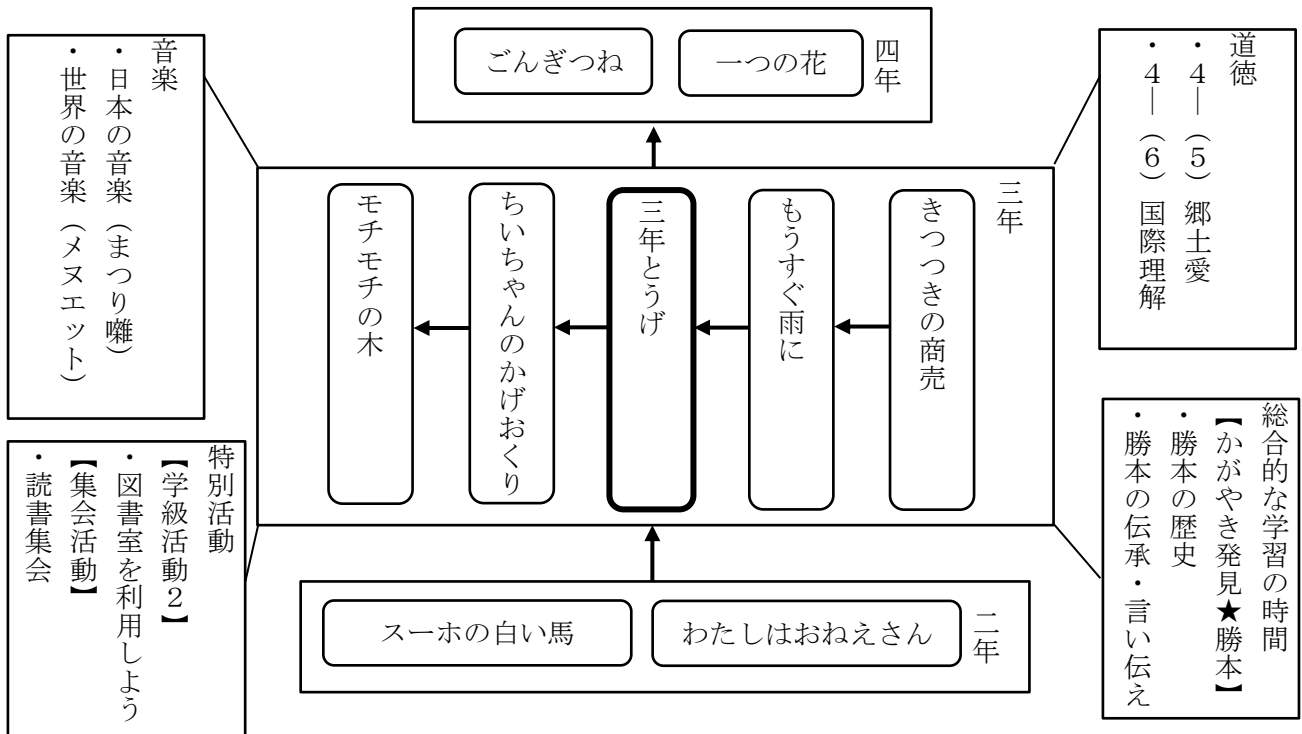 四年
一つの花
ごんぎつね
道徳
・４―（５）郷土愛
・４―（６）国際理解
三年
きつつきの商売
もうすぐ雨に
三年とうげ
ちいちゃんのかげおくり
モチモチの木
音楽
・日本の音楽（まつり囃）
・世界の音楽（メヌエット）
総合的な学習の時間
【かがやき発見★勝本】
・勝本の歴史
・勝本の伝承・言い伝え
二年
わたしはおねえさん
スーホの白い馬
特別活動
【学級活動２】
・図書室を利用しよう
【集会活動】
・読書集会